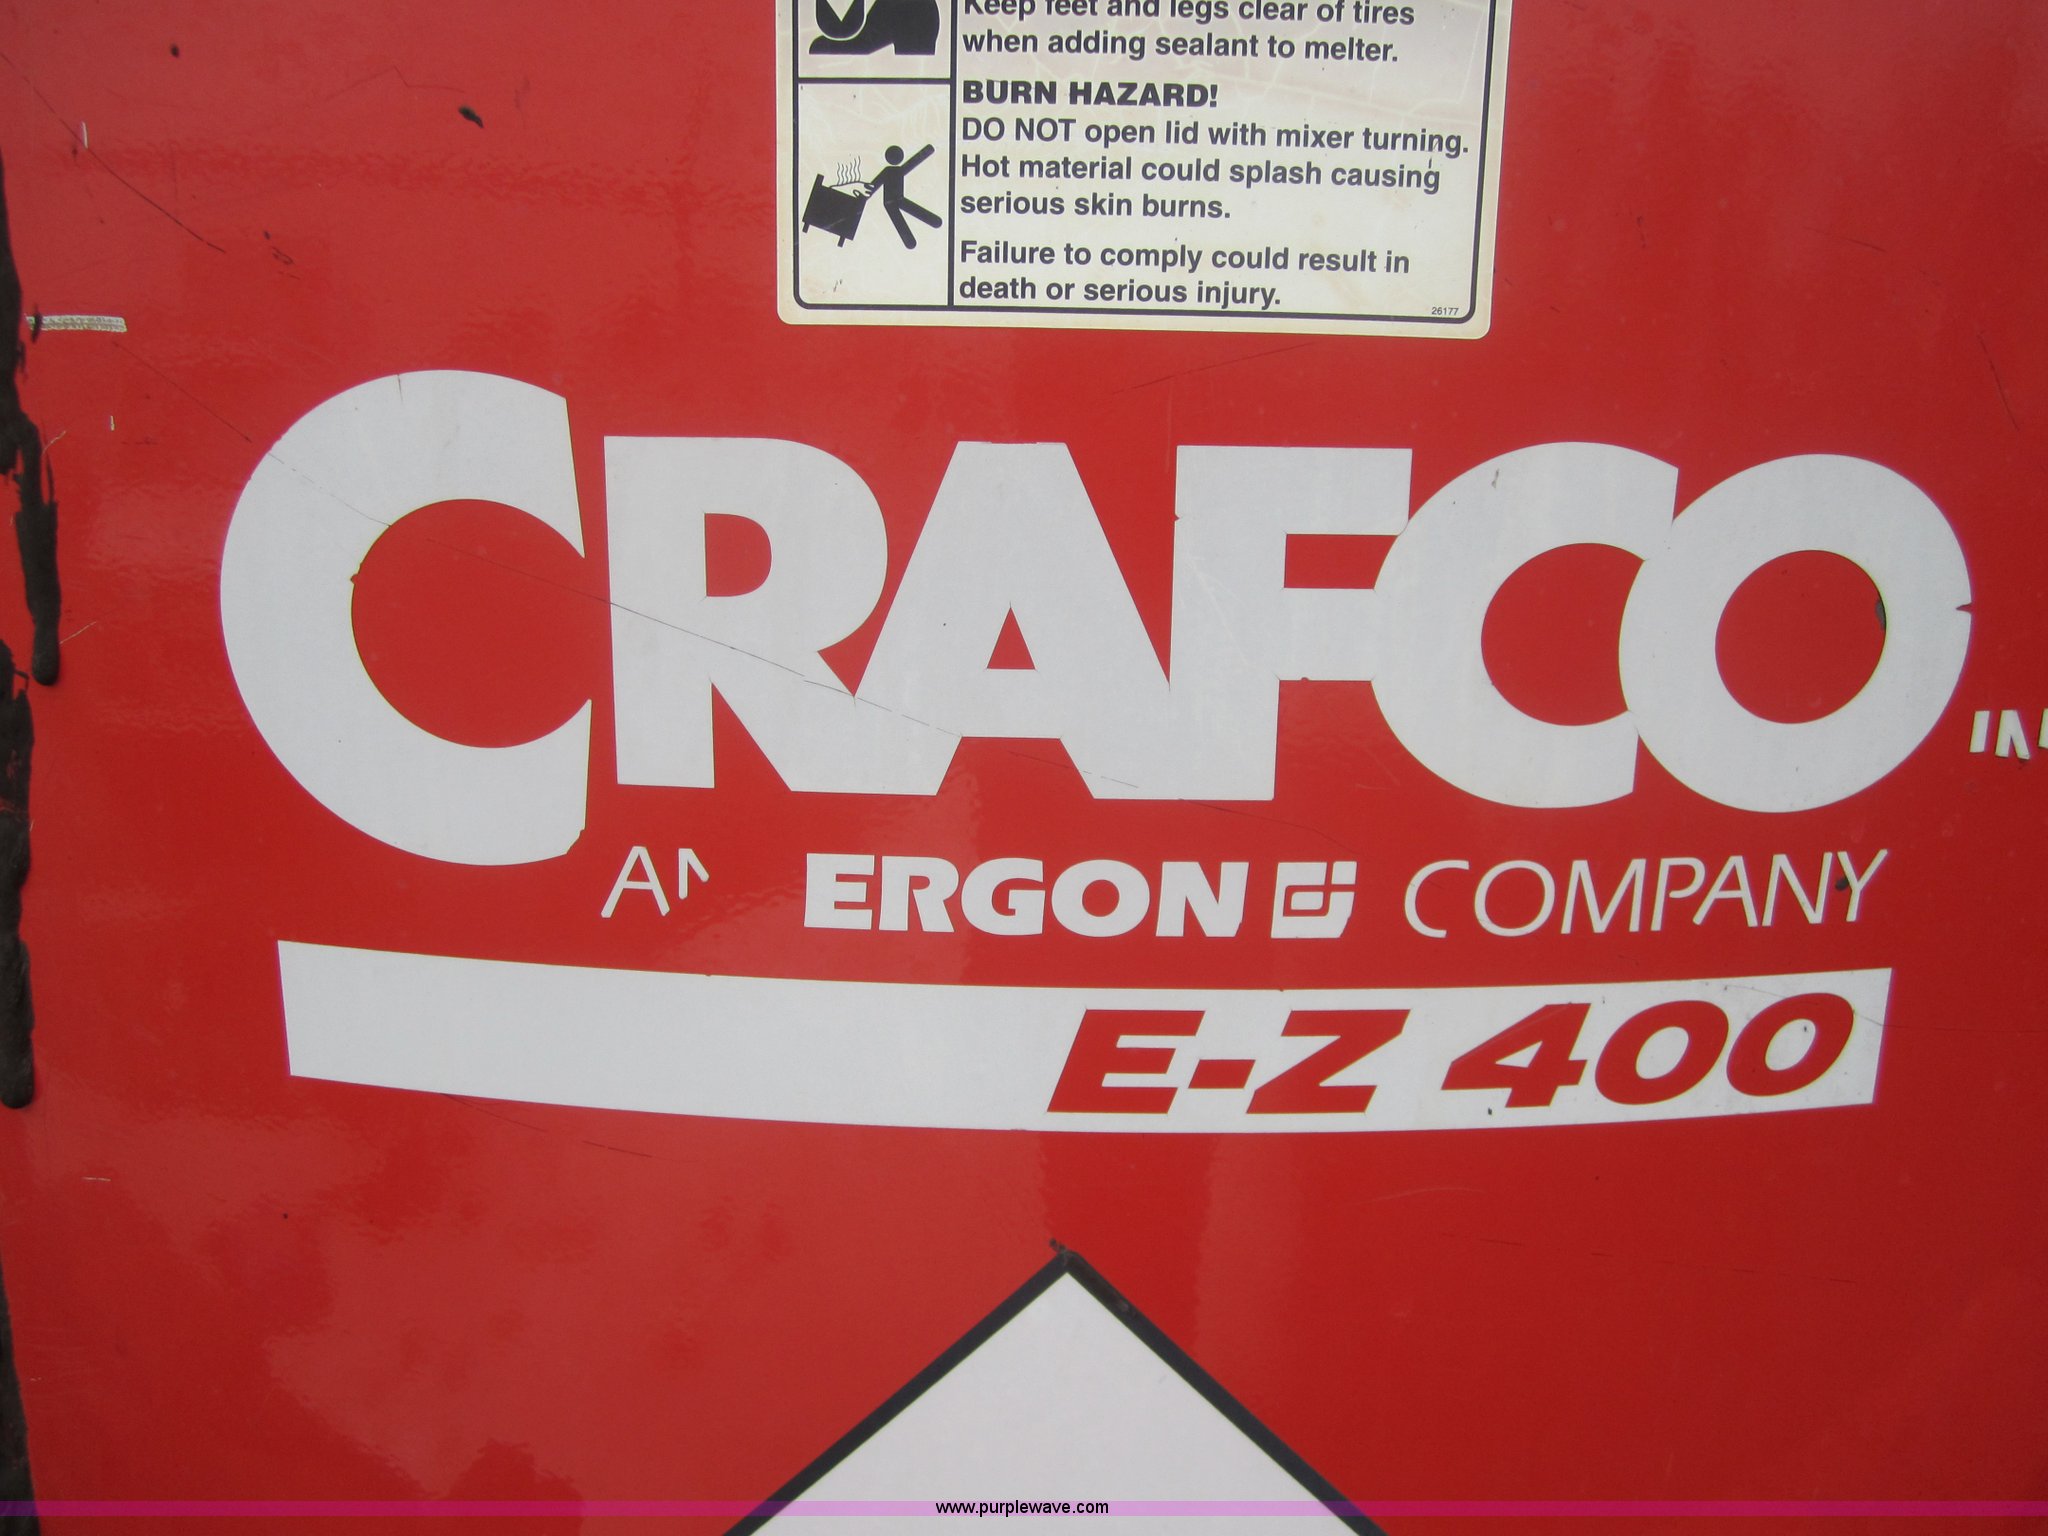 Keep feet and legs clear of tires
when adding sealant to melter.
BURN HAZARD!
DO NOT open lid with mixer turning.
Hot material could splash causing
serious skin burns.
Failure to comply could result in
death or serious injury.
26177
CRAFCO
AN ERGON COMPANY
E-Z 400
www.purplewave.com